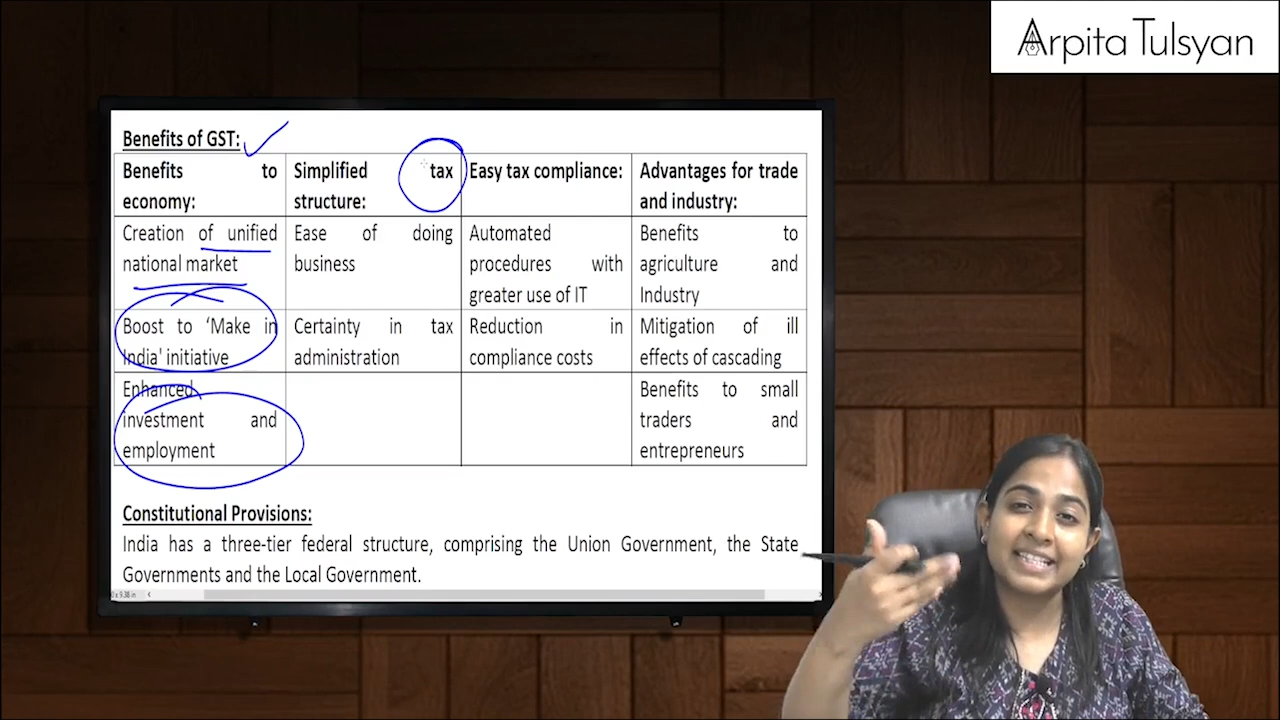 Arpita Tulsyan
Benefits of GST:
Benefits to
economy:
Simplified tax
structure:
Easy tax compliance:
Advantages for trade
and industry:
Creation of unified
national market
Ease of doing
business
Automated
procedures with
greater use of IT
Benefits to
agriculture and
Industry
Boost to ‘Make in
India' initiative
Certainty in tax
administration
Reduction in
compliance costs
Mitigation of ill
effects of cascading
Enhanced
investment and
employment
Benefits to small
traders and
entrepreneurs
Constitutional Provisions:
India has a three-tier federal structure, comprising the Union Government, the State
Governments and the Local Government.